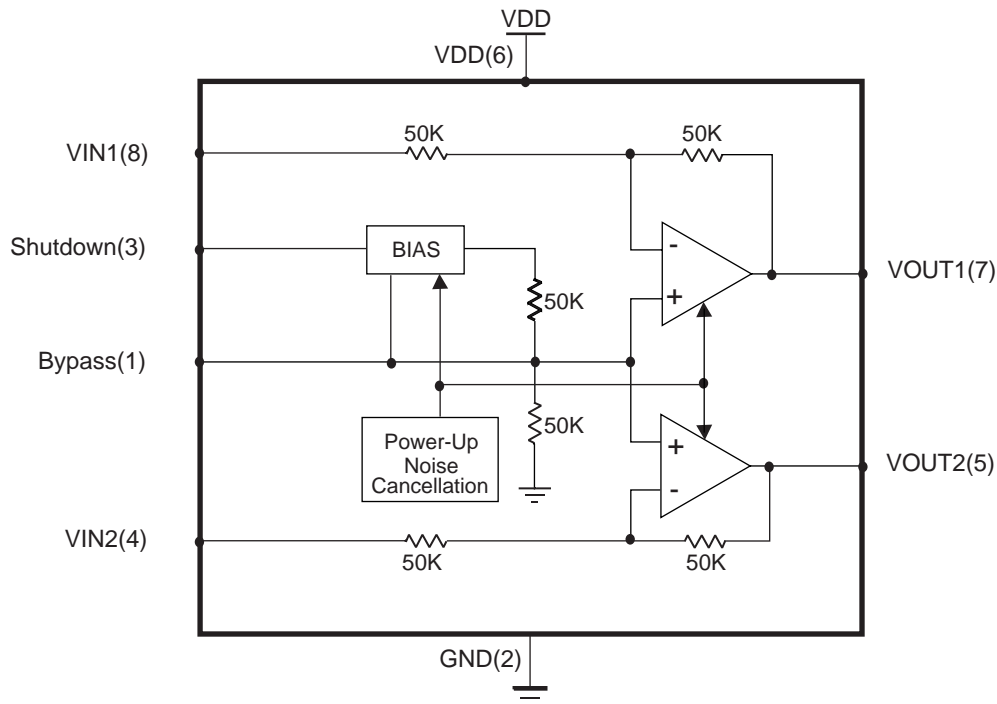 VDD
VDD(6)
VIN1(8)
50K
50K
Shutdown(3)
BIAS
-
VOUT1(7)
50K
+
Bypass(1)
50K
Power-Up
Noise
Cancellation
+
VOUT2(5)
-
VIN2(4)
50K
50K
GND(2)